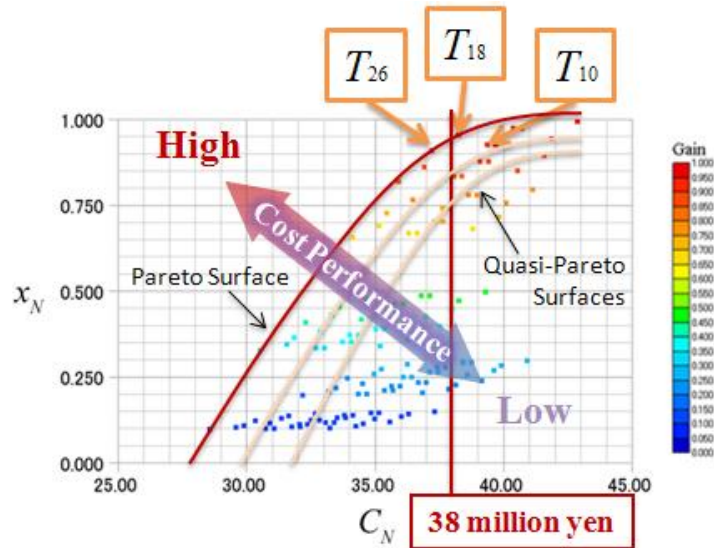 T26
T18
T10
1.000
High
Gain
1.000
0.950
0.900
0.850
0.800
0.750
0.700
0.650
0.600
0.550
0.500
0.450
0.400
0.350
0.300
0.250
0.200
0.150
0.100
0.050
0.000
0.750
Cost Performance
Pareto Surface
Quasi-Pareto
Surfaces
xN
0.500
0.250
Low
0.000
25.00
30.00
35.00
40.00
45.00
CN
38 million yen